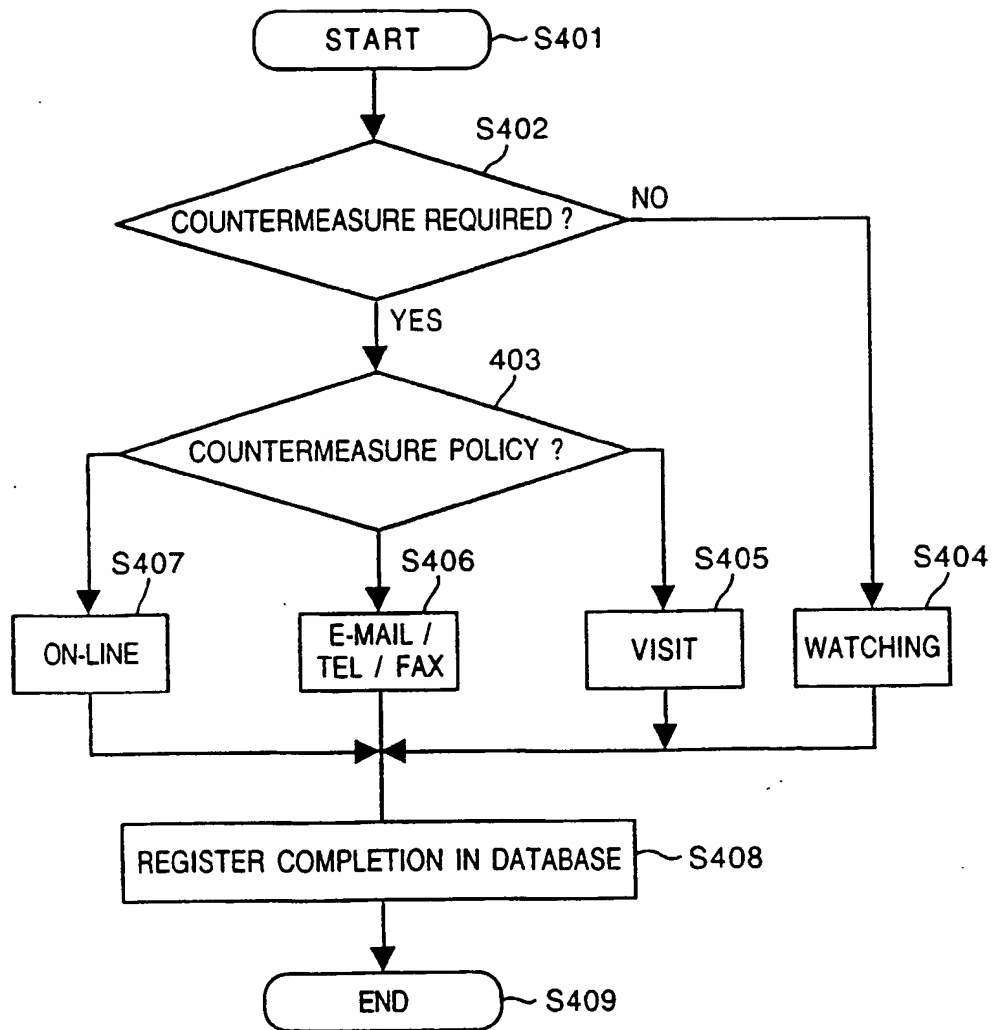 START
S401
S402
COUNTERMEASURE REQUIRED ?
NO
YES
403
COUNTERMEASURE POLICY ?
S407
S406
S405
S404
ON-LINE
E-MAIL /
TEL / FAX
VISIT
WATCHING
REGISTER COMPLETION IN DATABASE
S408
END
S409